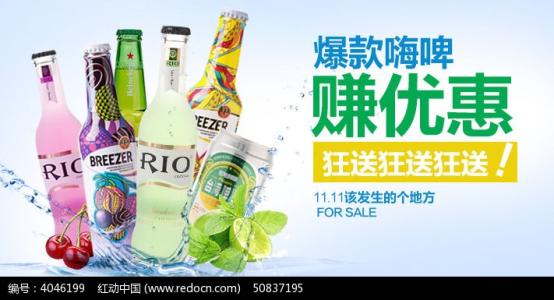 爆款嗨啤
赚优惠
狂送狂送狂送!
11.11该发生的个地方
FOR SALE
RIO
BREEZER
RIO
RIO
BREEZER
Heineken
编号：4046199 红动中国 (www.redocn.com) 50837195